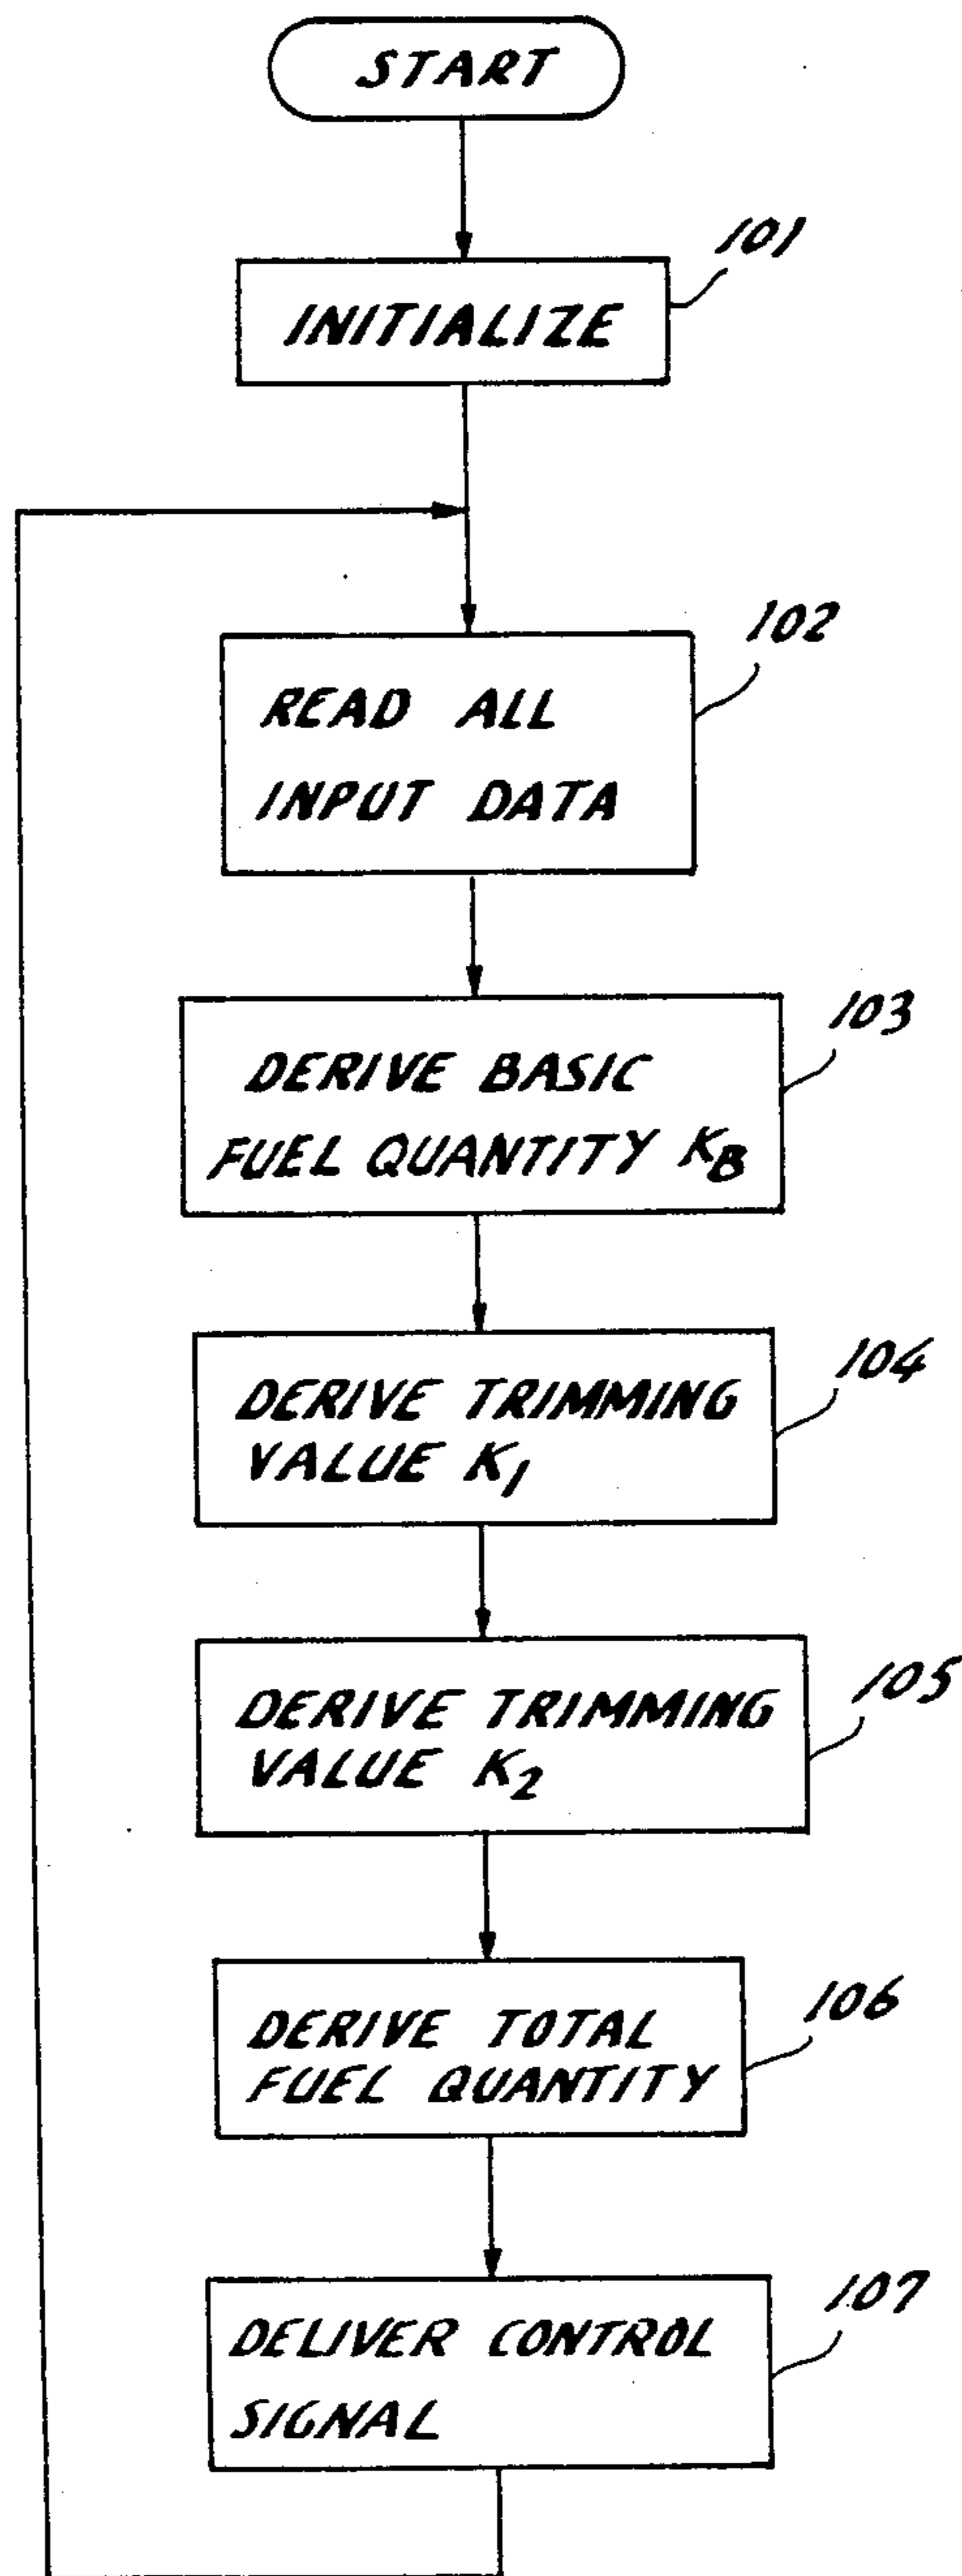 START
101
INITIALIZE
102
READ ALL
INPUT DATA
103
DERIVE BASIC
FUEL QUANTITY KB
104
DERIVE TRIMMING
VALUE K1
105
DERIVE TRIMMING
VALUE K2
106
DERIVE TOTAL
FUEL QUANTITY
107
DELIVER CONTROL
SIGNAL